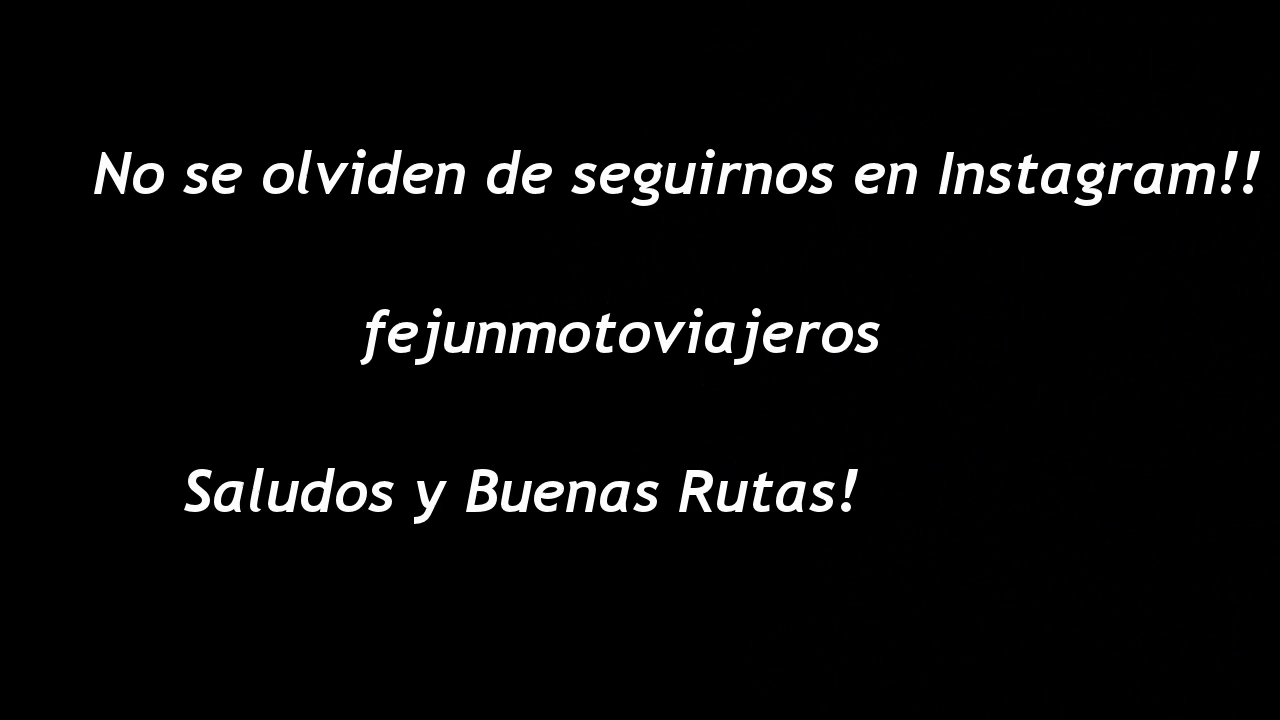 No se olviden de seguirnos en Instagram!!
fejunmotoviajeros
Saludos y Buenas Rutas!